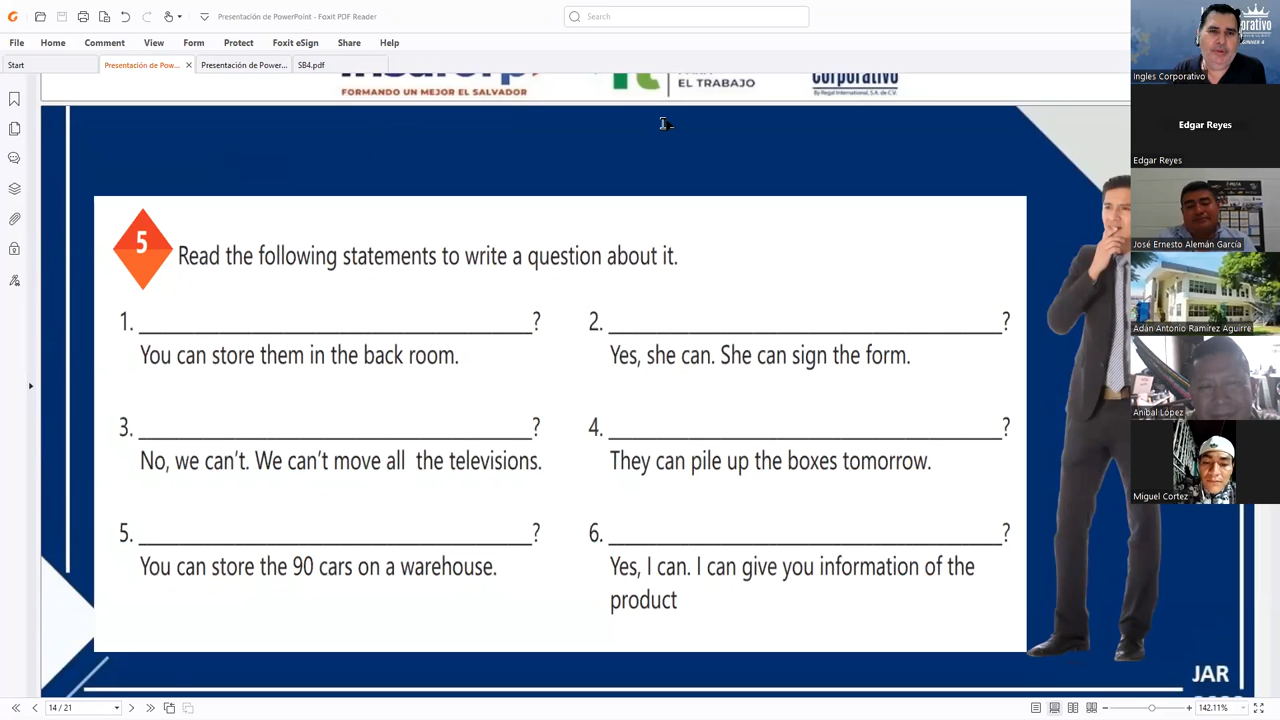 Presentación de PowerPoint - Foxit PDF Reader
Search
File Home Comment View Form Protect Foxit eSign Share Help
Start
Presentación de Pow...
Presentación de Power...
SB4.pdf
FORMANDO UN MEJOR EL SALVADOR
EL TRABAJO
corporativo
By Regal International, S.A. de C.V.
5
Read the following statements to write a question about it.
1. ?
You can store them in the back room.
2. ?
Yes, she can. She can sign the form.
3. ?
No, we can't. We can't move all the televisions.
4. ?
They can pile up the boxes tomorrow.
5. ?
You can store the 90 cars on a warehouse.
6. ?
Yes, I can. I can give you information of the
product
JAR
14 / 21
142.11%
Ingles Corporativo
Edgar Reyes
Edgar Reyes
José Ernesto Alemán García
Adán Antonio Ramírez Aguirre
Anibal López
Miguel Cortez